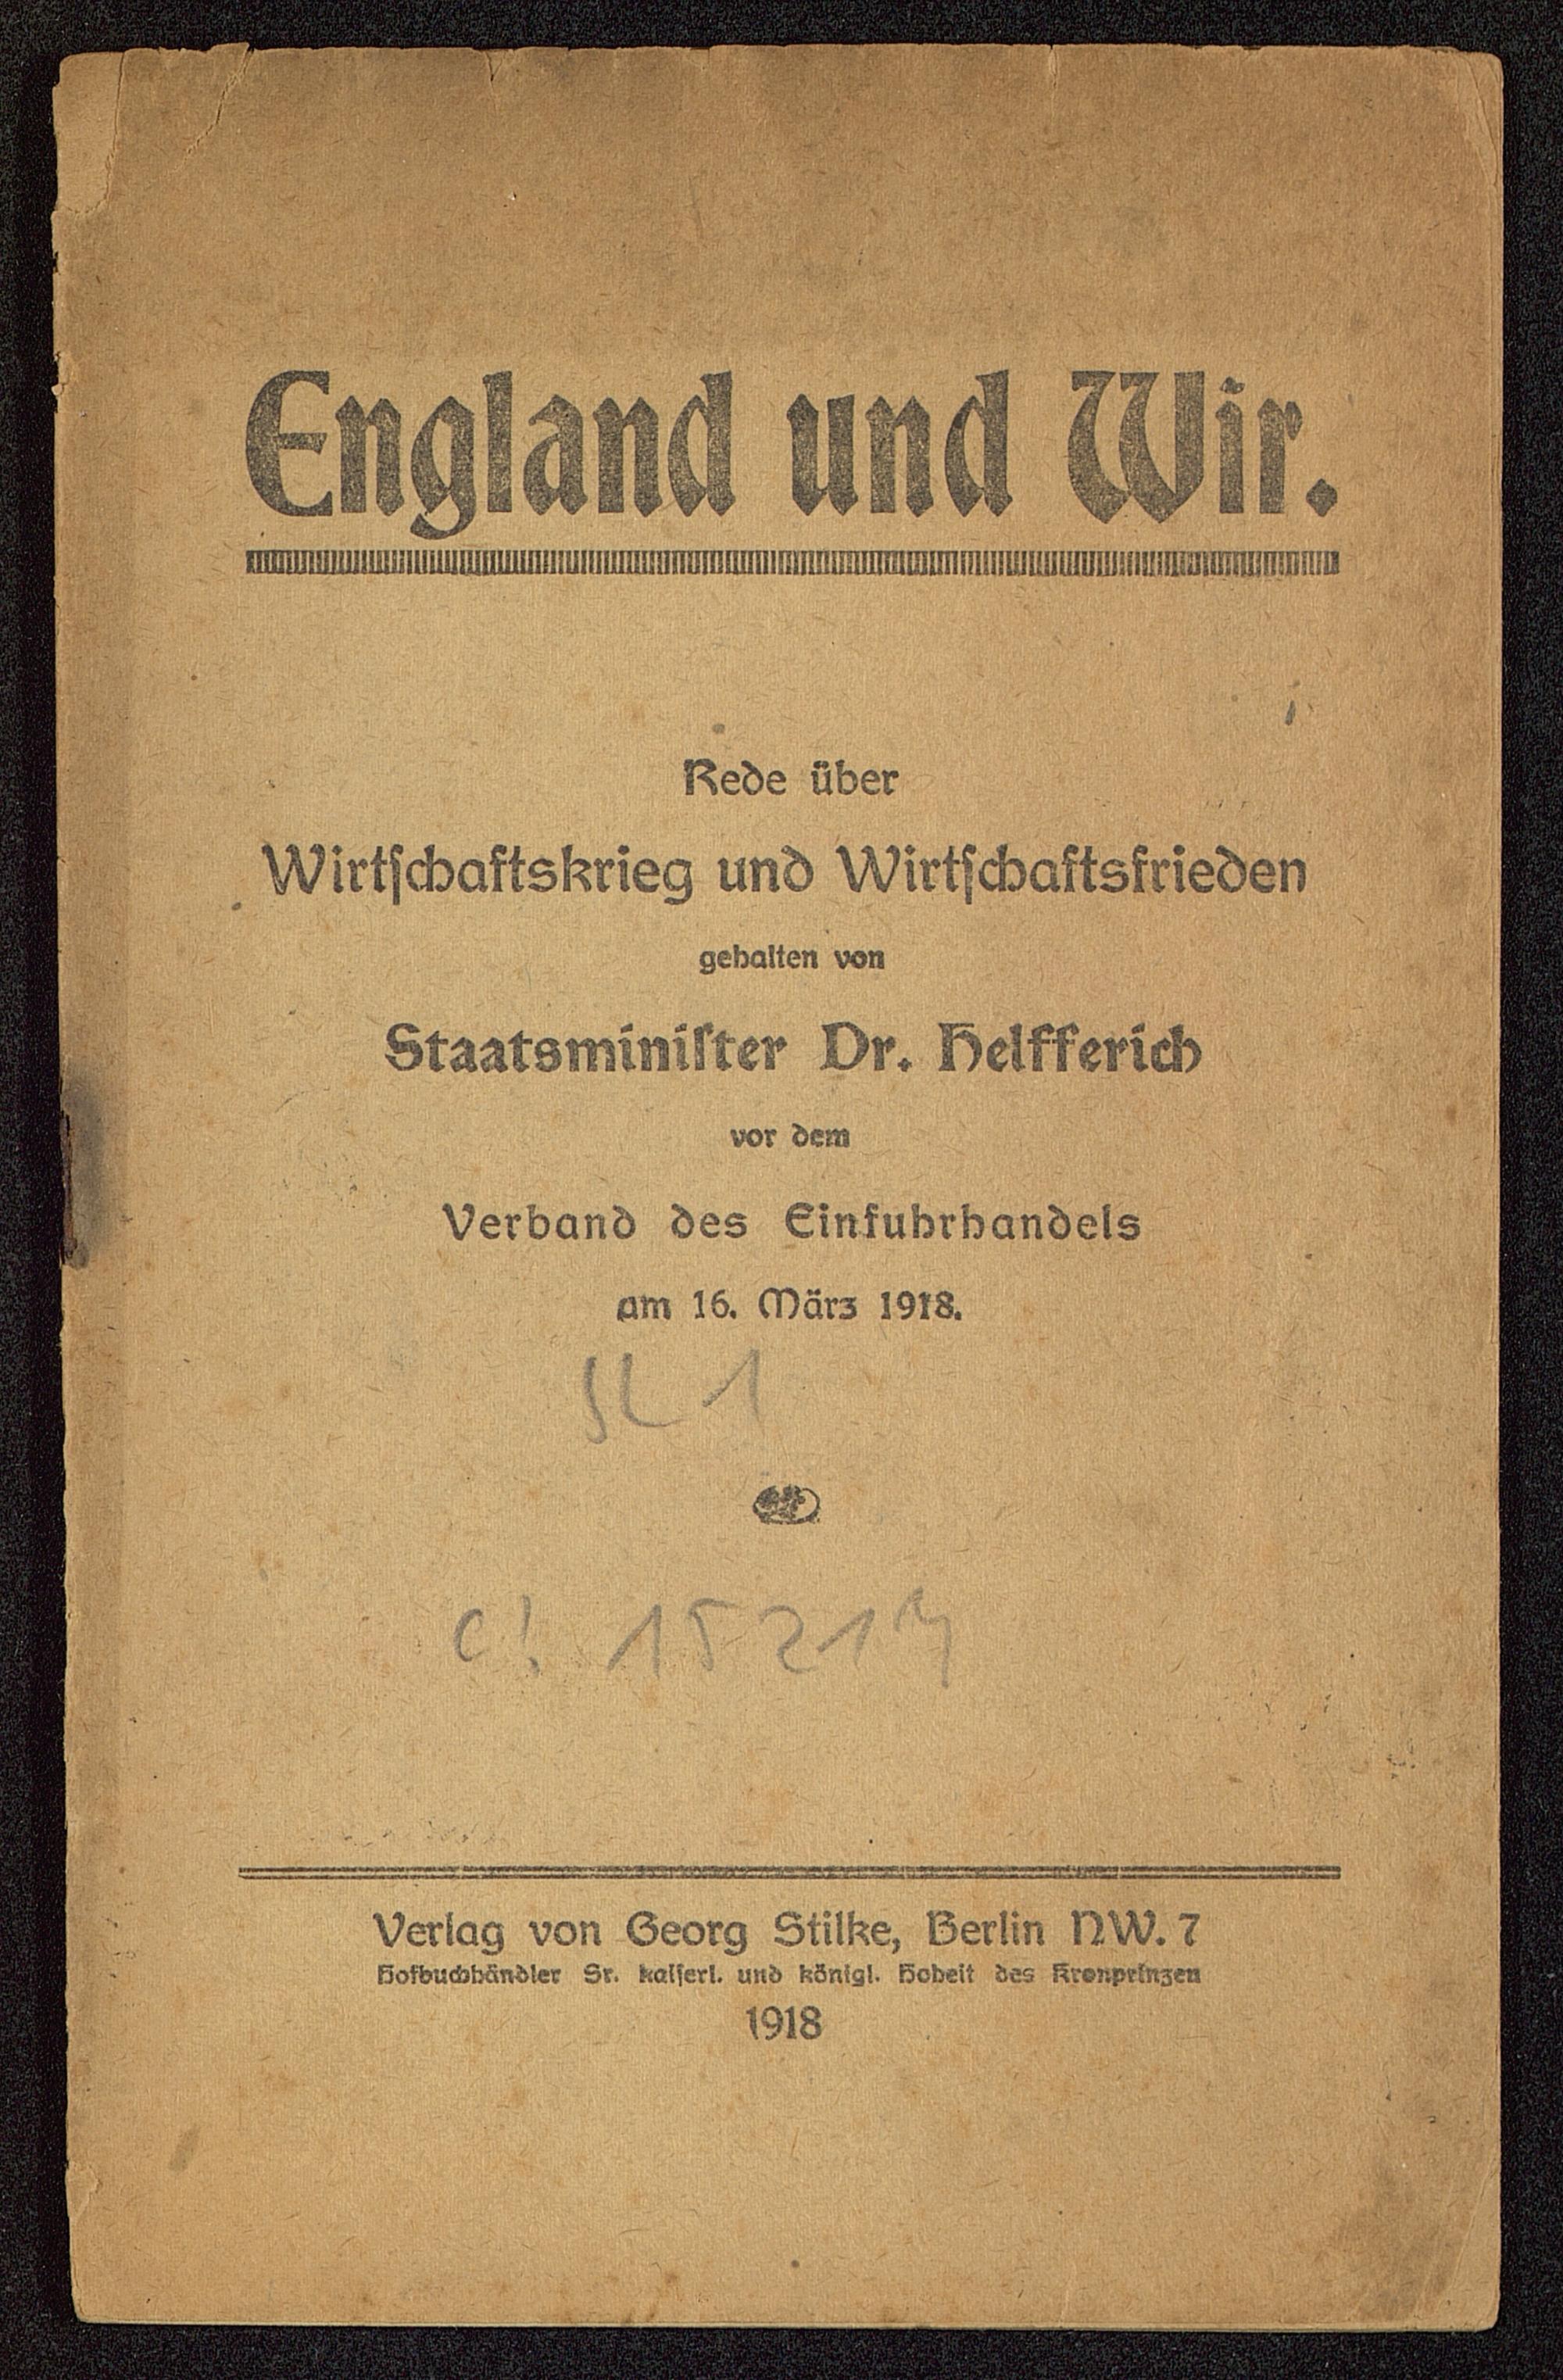 England und Wir.
Rede über
Wirtſchaftskrieg und Wirtſchaftsfrieden
gehalten von
Staatsminiſter Dr. Helfferich
vor dem
Verband des Einfuhrhandels
am 16. März 1918.
1
c! 1521
Verlag von Georg Stilke, Berlin NW. 7
Hofbuchhändler Sr. kaiſerl. und königl. Hoheit des Kronprinzen
1918